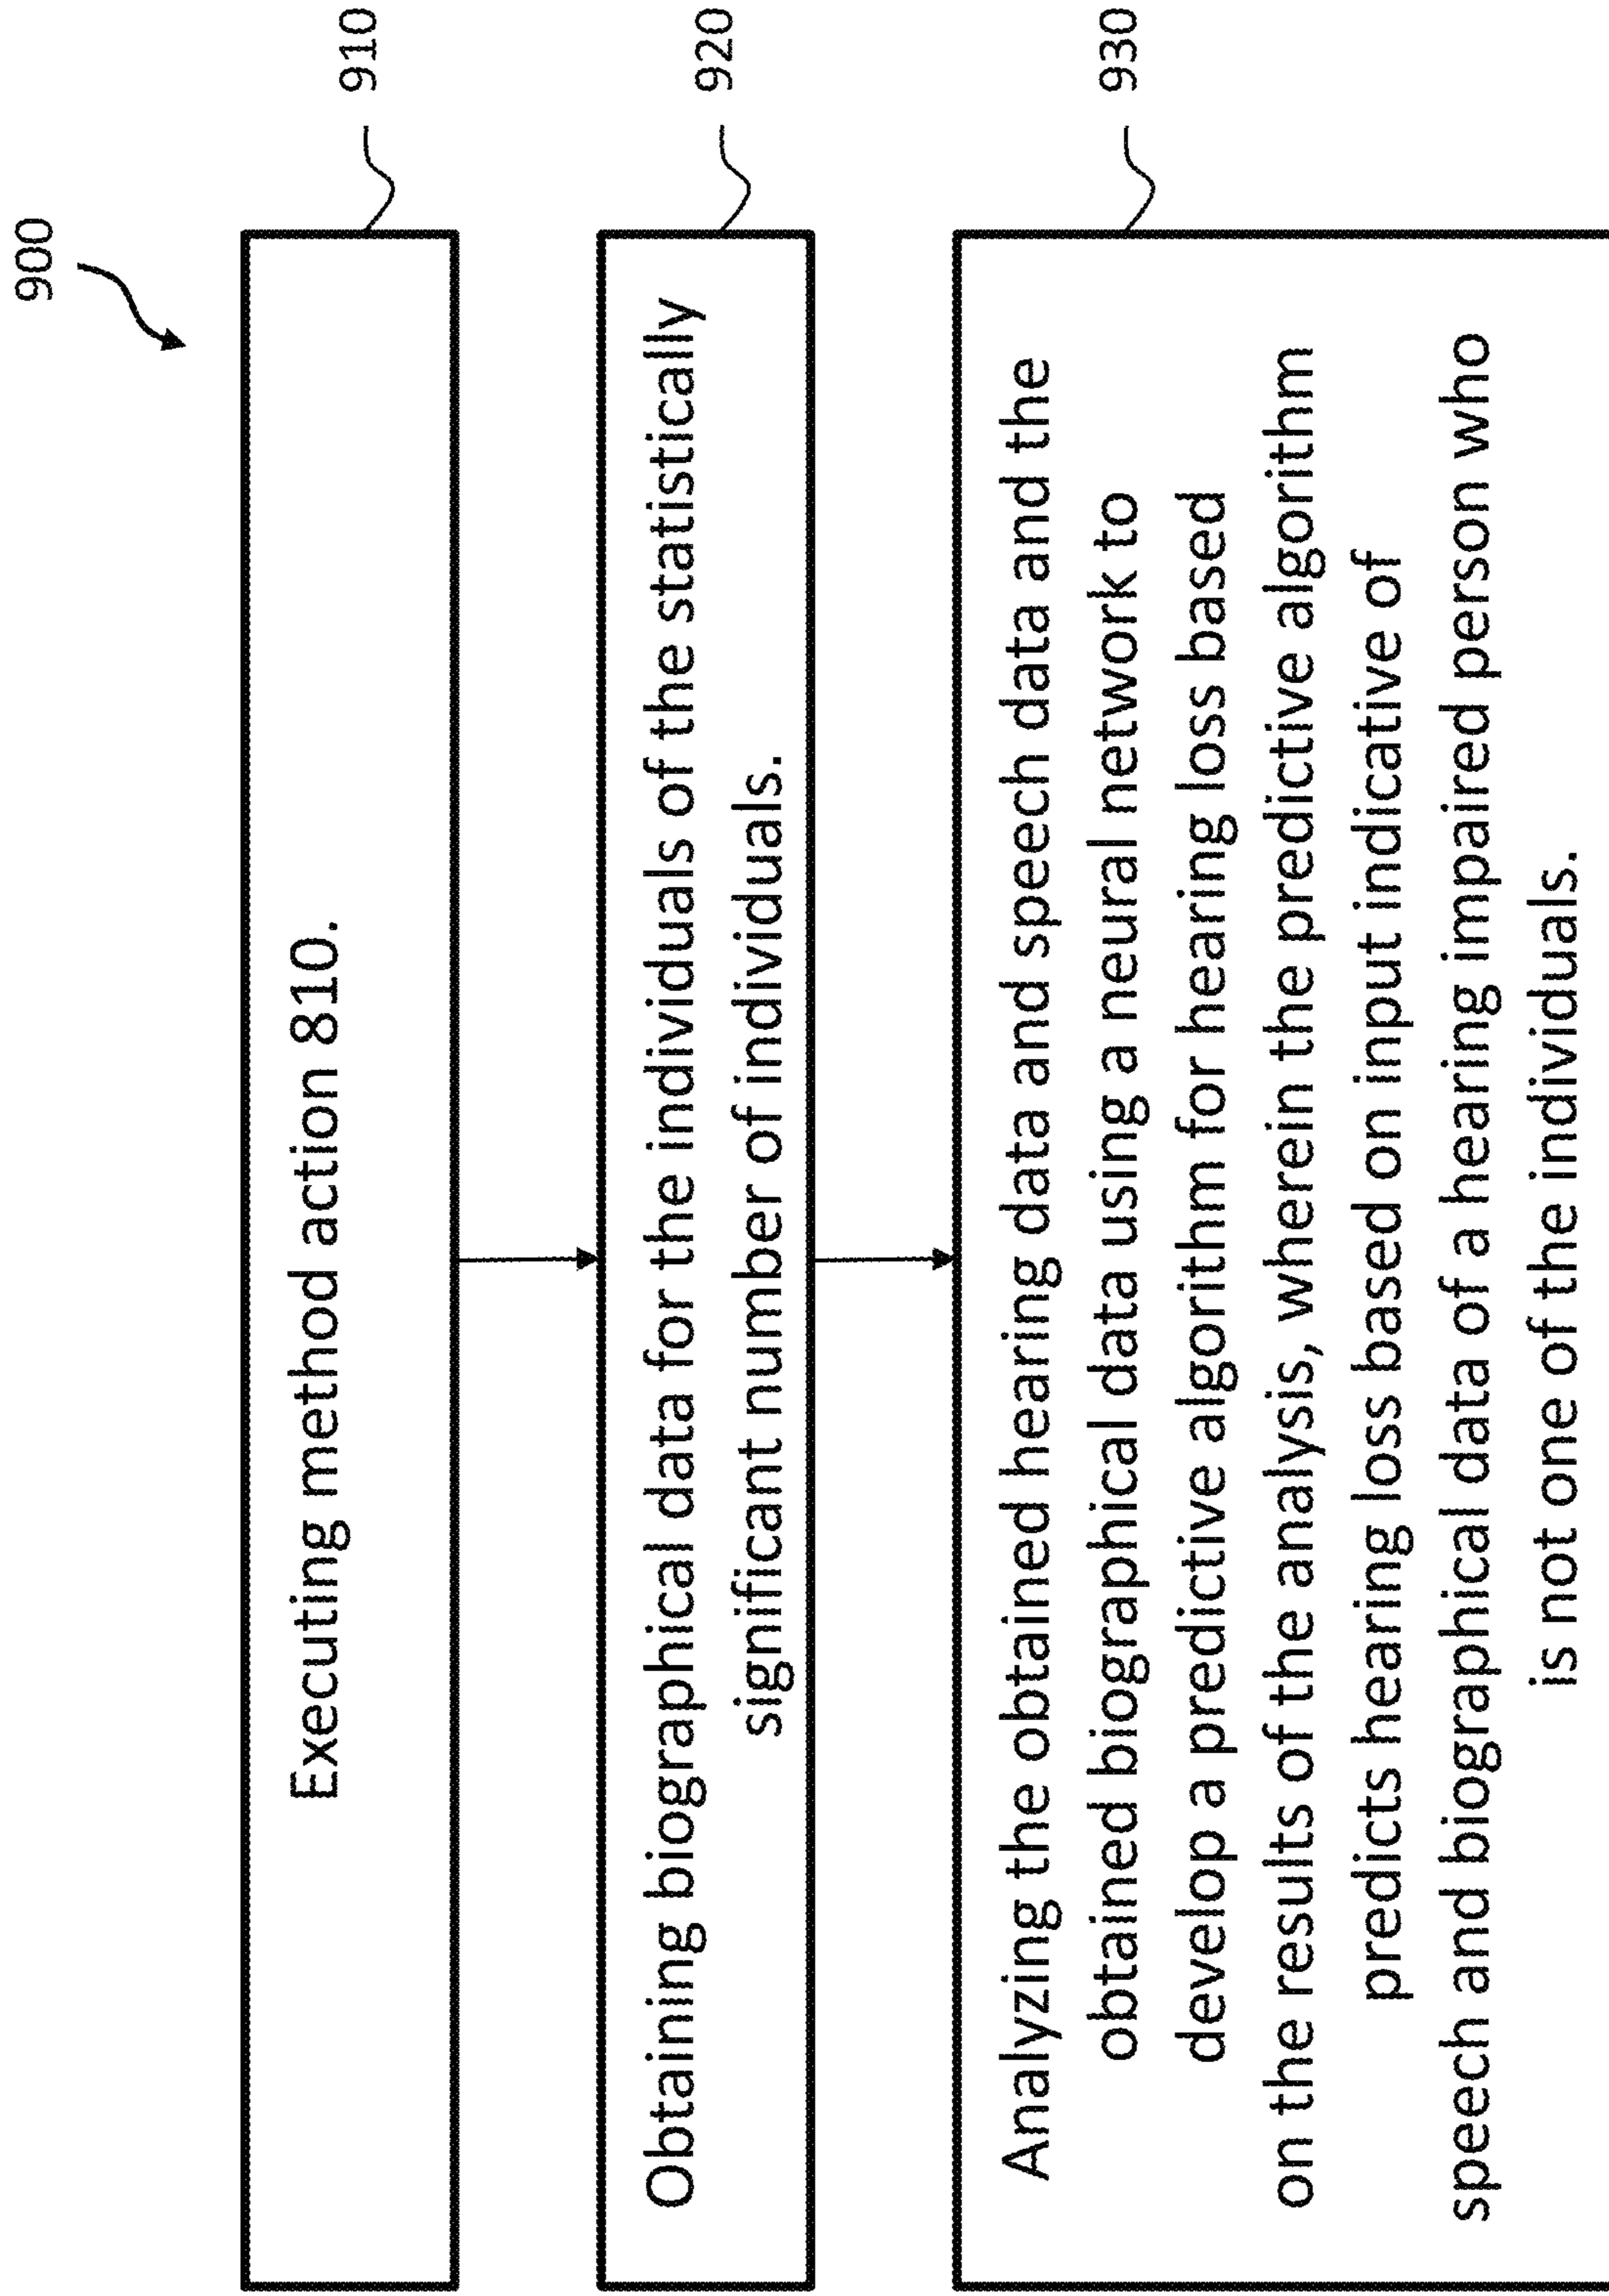 900
Executing method action 810.
910
Obtaining biographical data for the individuals of the statistically
significant number of individuals.
920
Analyzing the obtained hearing data and speech data and the
obtained biographical data using a neural network to
develop a predictive algorithm for hearing loss based
on the results of the analysis, wherein the predictive algorithm
predicts hearing loss based on input indicative of
speech and biographical data of a hearing impaired person who
is not one of the individuals.
930